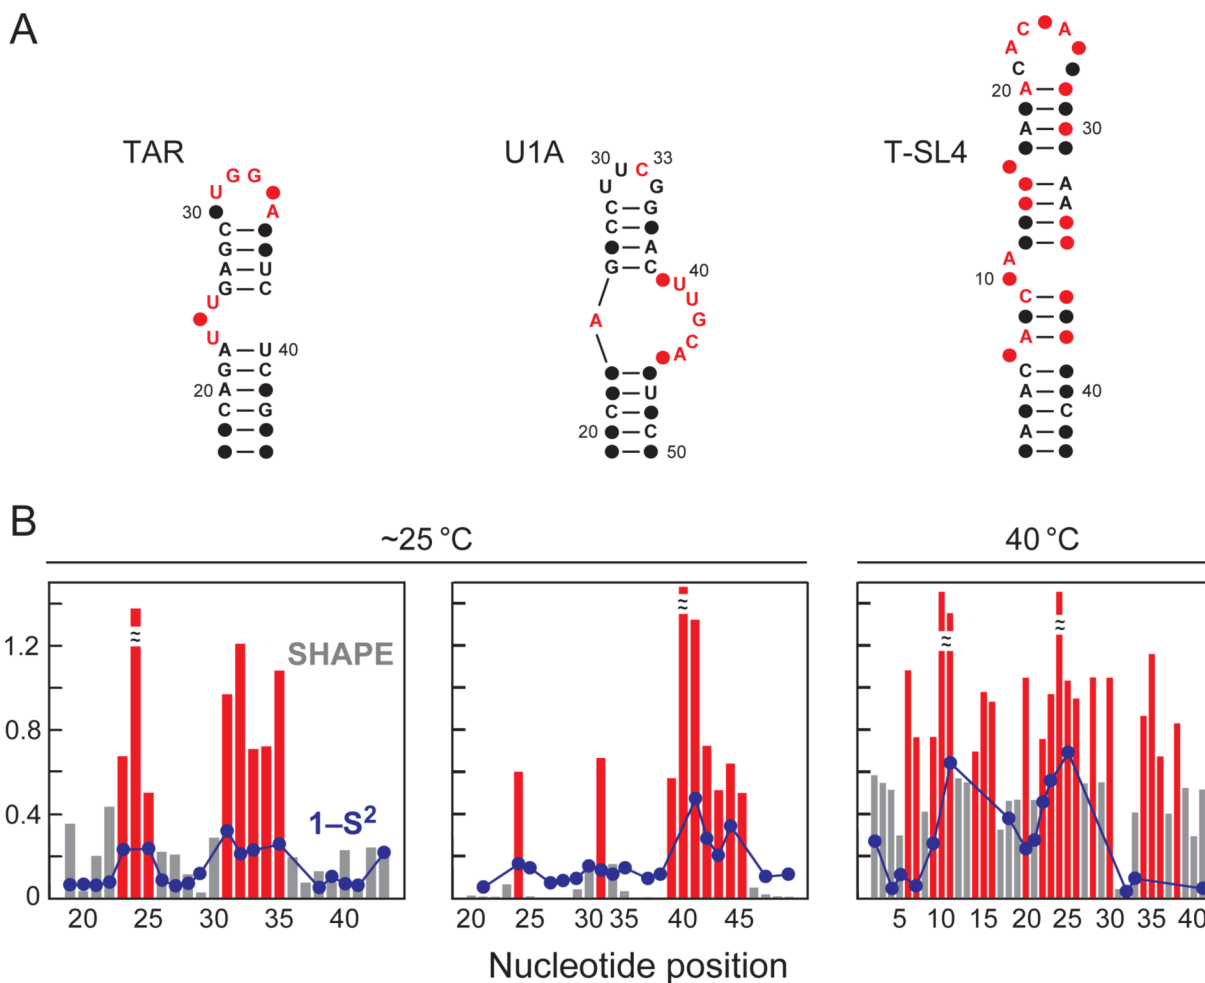 A
TAR
G G
U
A
30
C
G
A U
G C
U
U
A U 40
G C
20 A
C G
U1A
30 U C 33
U G
C G
C
A
G C
40
U
U
A G
C
A
U
C
20 C
50
T-SL4
C A
A
C
20 A
A 30
A
A
A
10
C
A
C
A 40
C
A
B
~25 °C
40 °C
1.2
0.8
0.4
0
SHAPE
1–S²
20 25 30 35 40
20 25 30 35 40 45
5 10 15 20 25 30 35 40
Nucleotide position